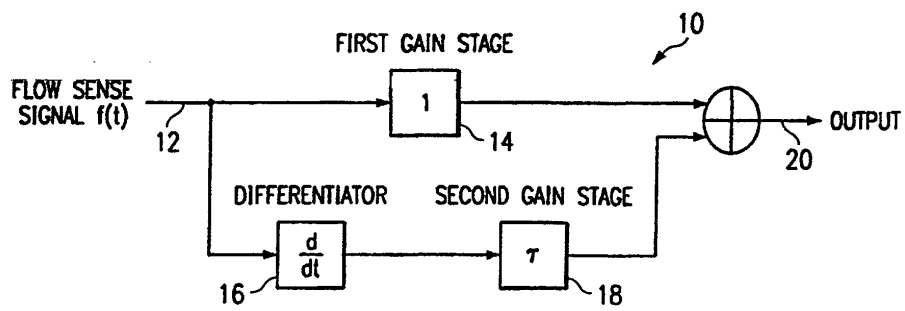 10
FIRST GAIN STAGE
FLOW SENSE
SIGNAL f(t)
12
1
14
OUTPUT
20
DIFFERENTIATOR
SECOND GAIN STAGE
d
dt
τ
16
18